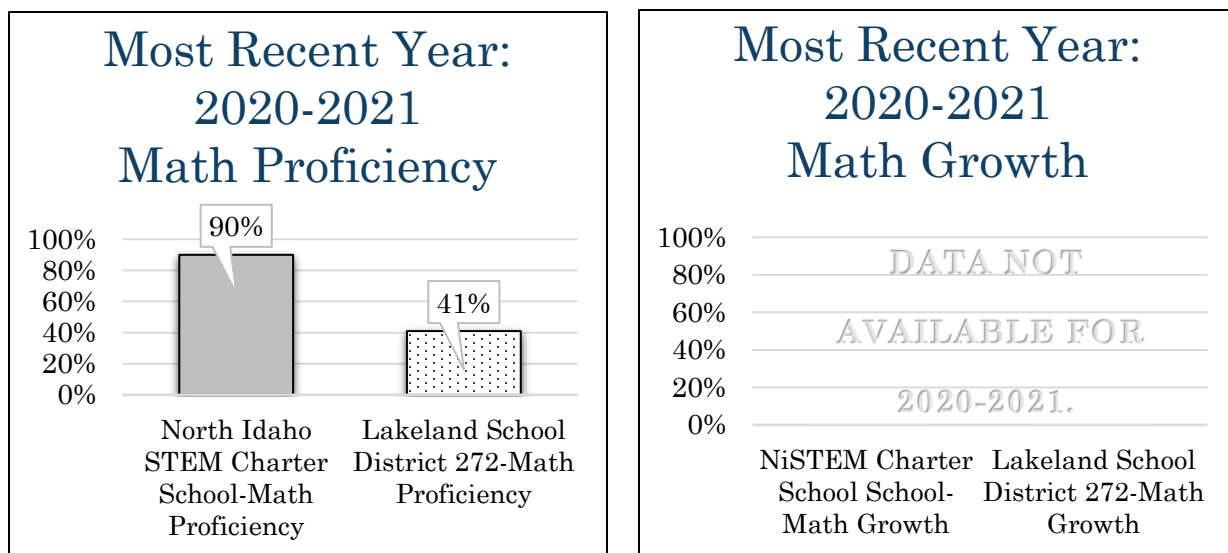 Most Recent Year:
2020-2021
Math Proficiency
90%
41%
100%
80%
60%
40%
20%
0%
North Idaho
STEM Charter
School-Math
Proficiency
Lakeland School
District 272-Math
Proficiency
Most Recent Year:
2020-2021
Math Growth
100%
80%
60%
40%
20%
0%
DATA NOT
AVAILABLE FOR
2020-2021.
NiSTEM Charter
School School-
Math Growth
Lakeland School
District 272-Math
Growth